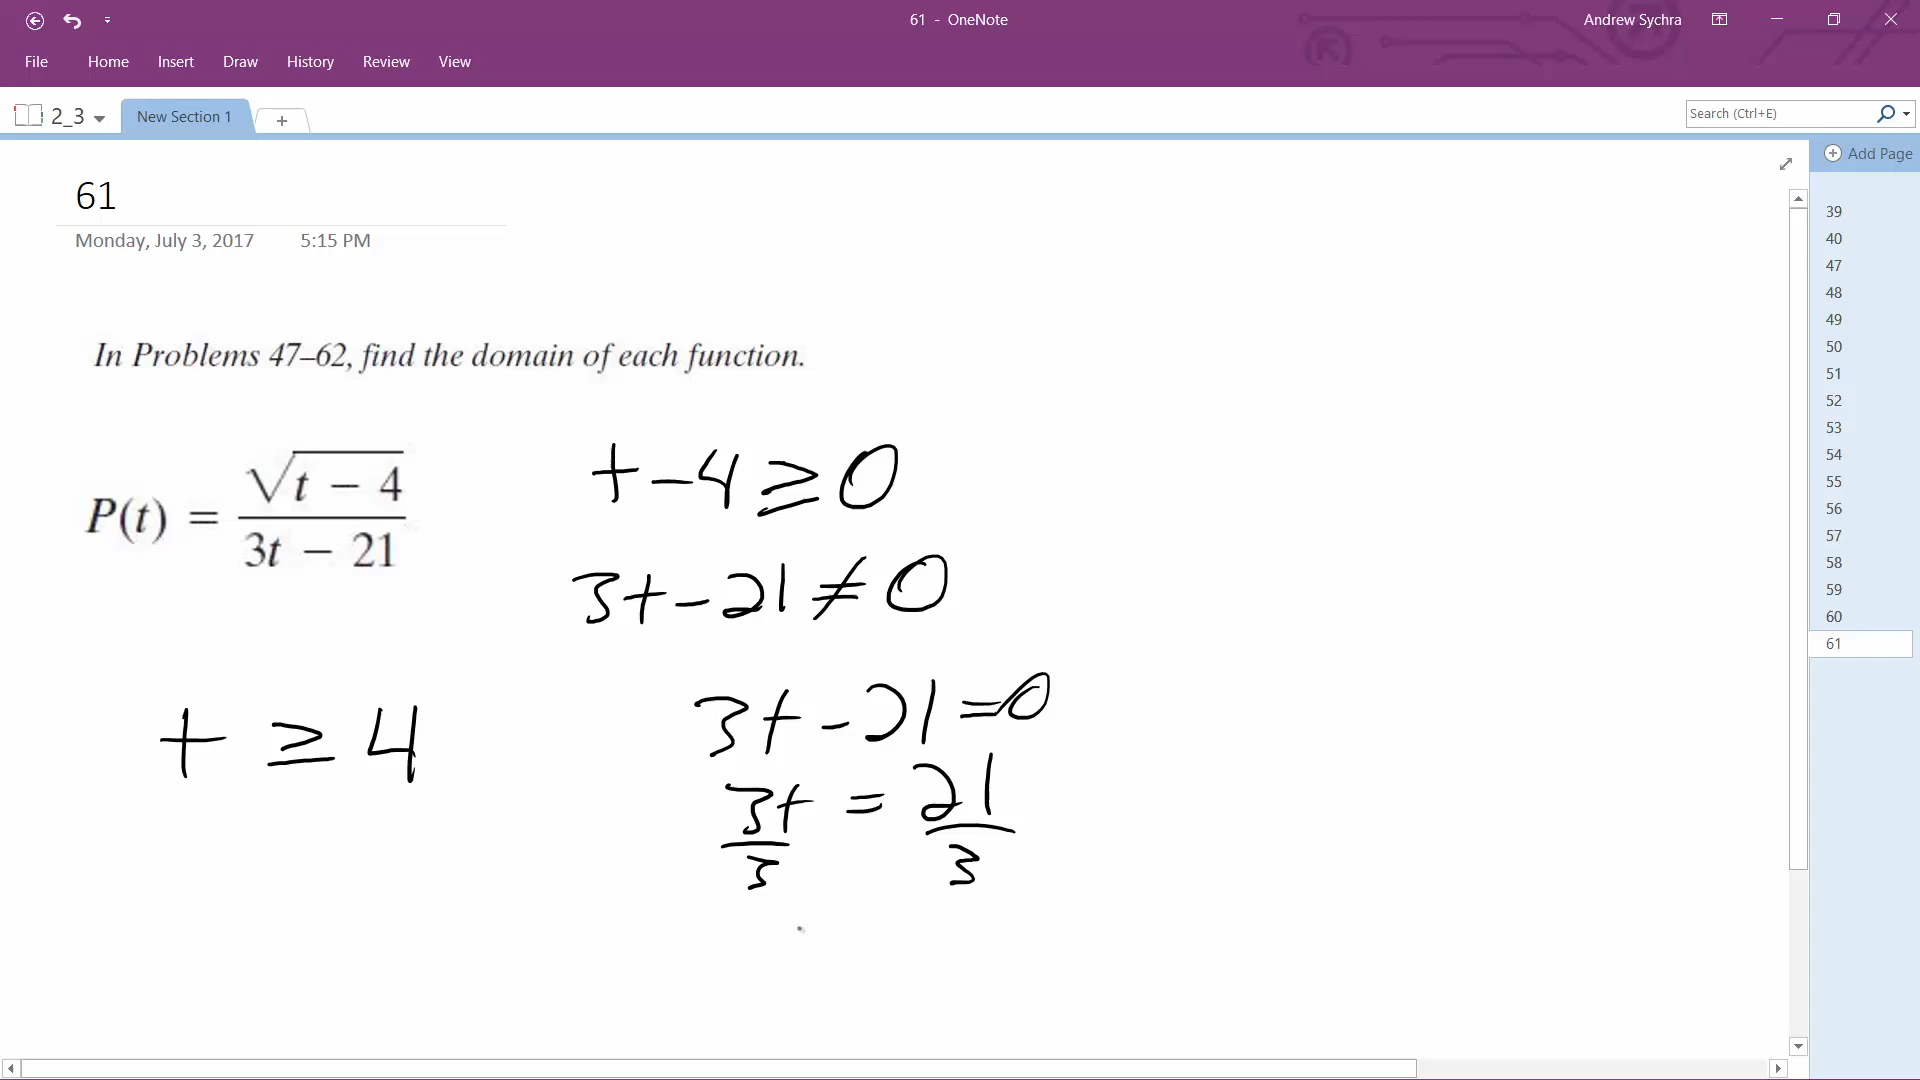 61 - OneNote
Andrew Sychra
File Home Insert Draw History Review View
2_3
New Section 1
+
Search (Ctrl+E)
Add Page
61
Monday, July 3, 2017 5:15 PM
In Problems 47–62, find the domain of each function.
P(t) = √(t − 4) / (3t − 21)
t - 4 ≥ 0
3t - 21 ≠ 0
t ≥ 4
3t - 21 = 0
3t = 21
3 3
39
40
47
48
49
50
51
52
53
54
55
56
57
58
59
60
61